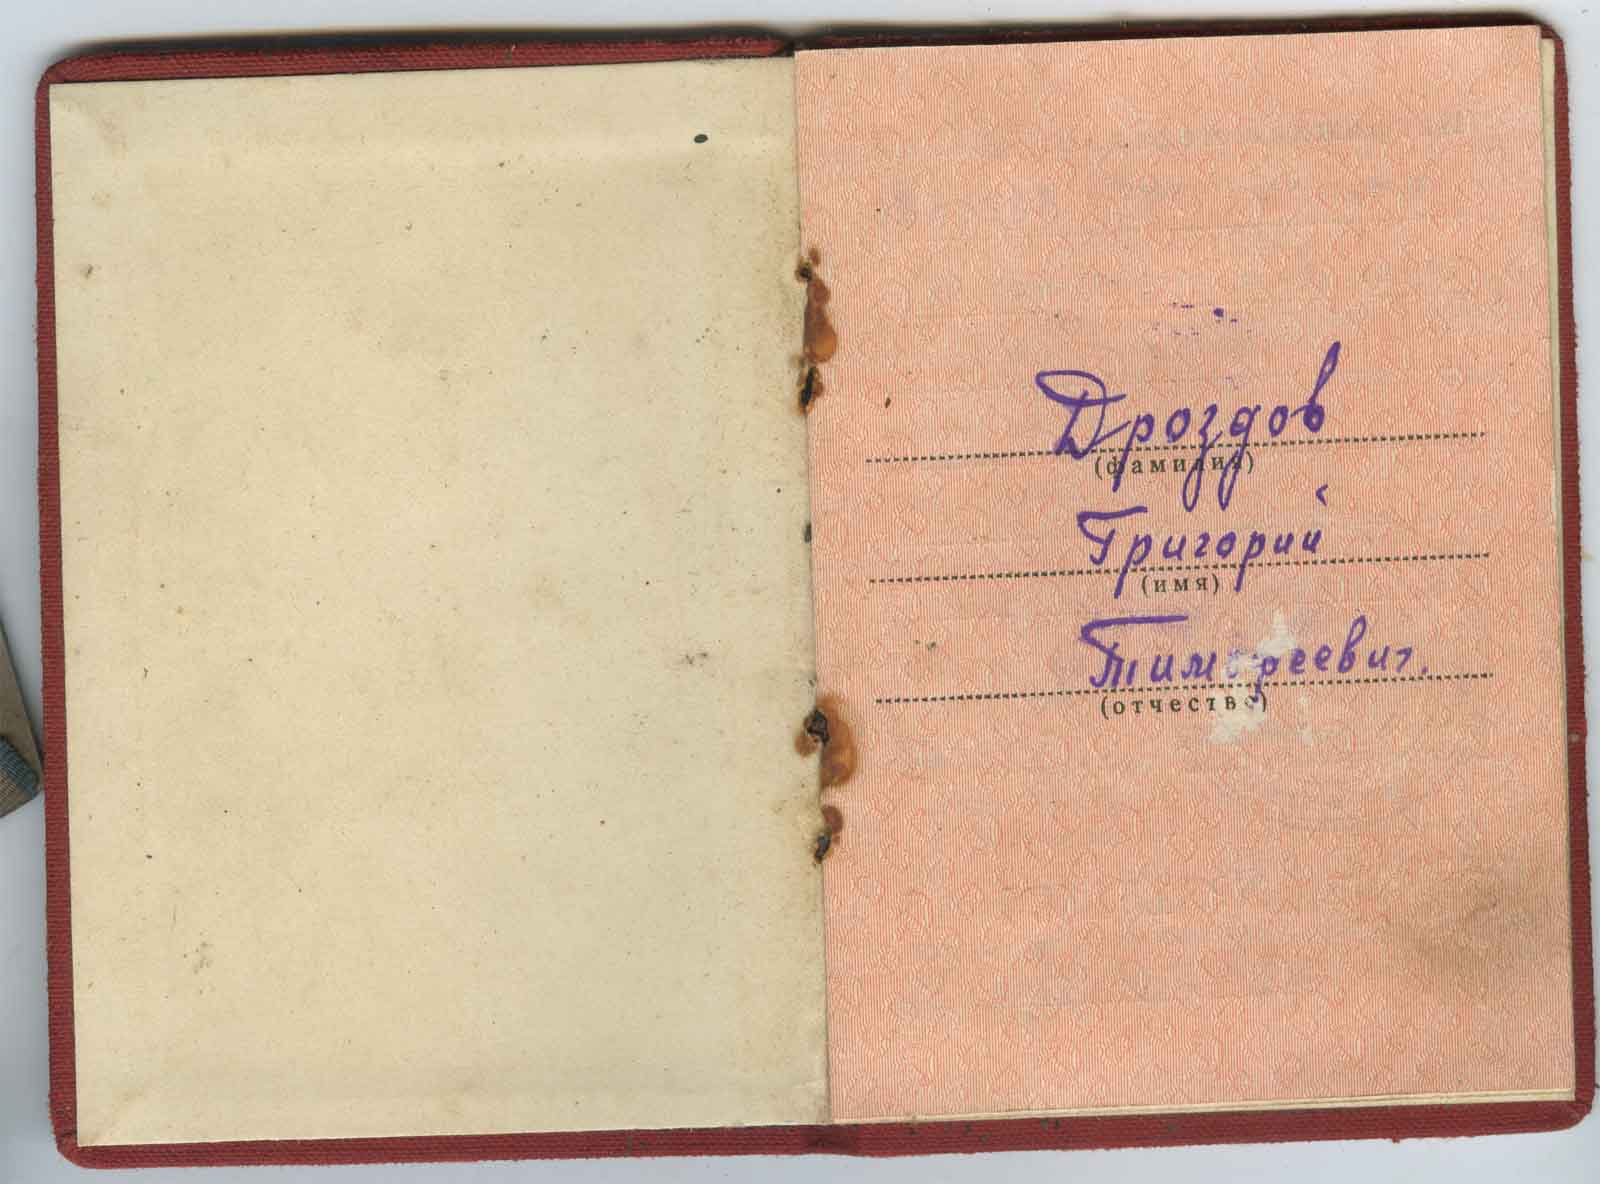 Дроздов
(фамилия)
Григорий
(имя)
Тимофеевич.
(отчество)